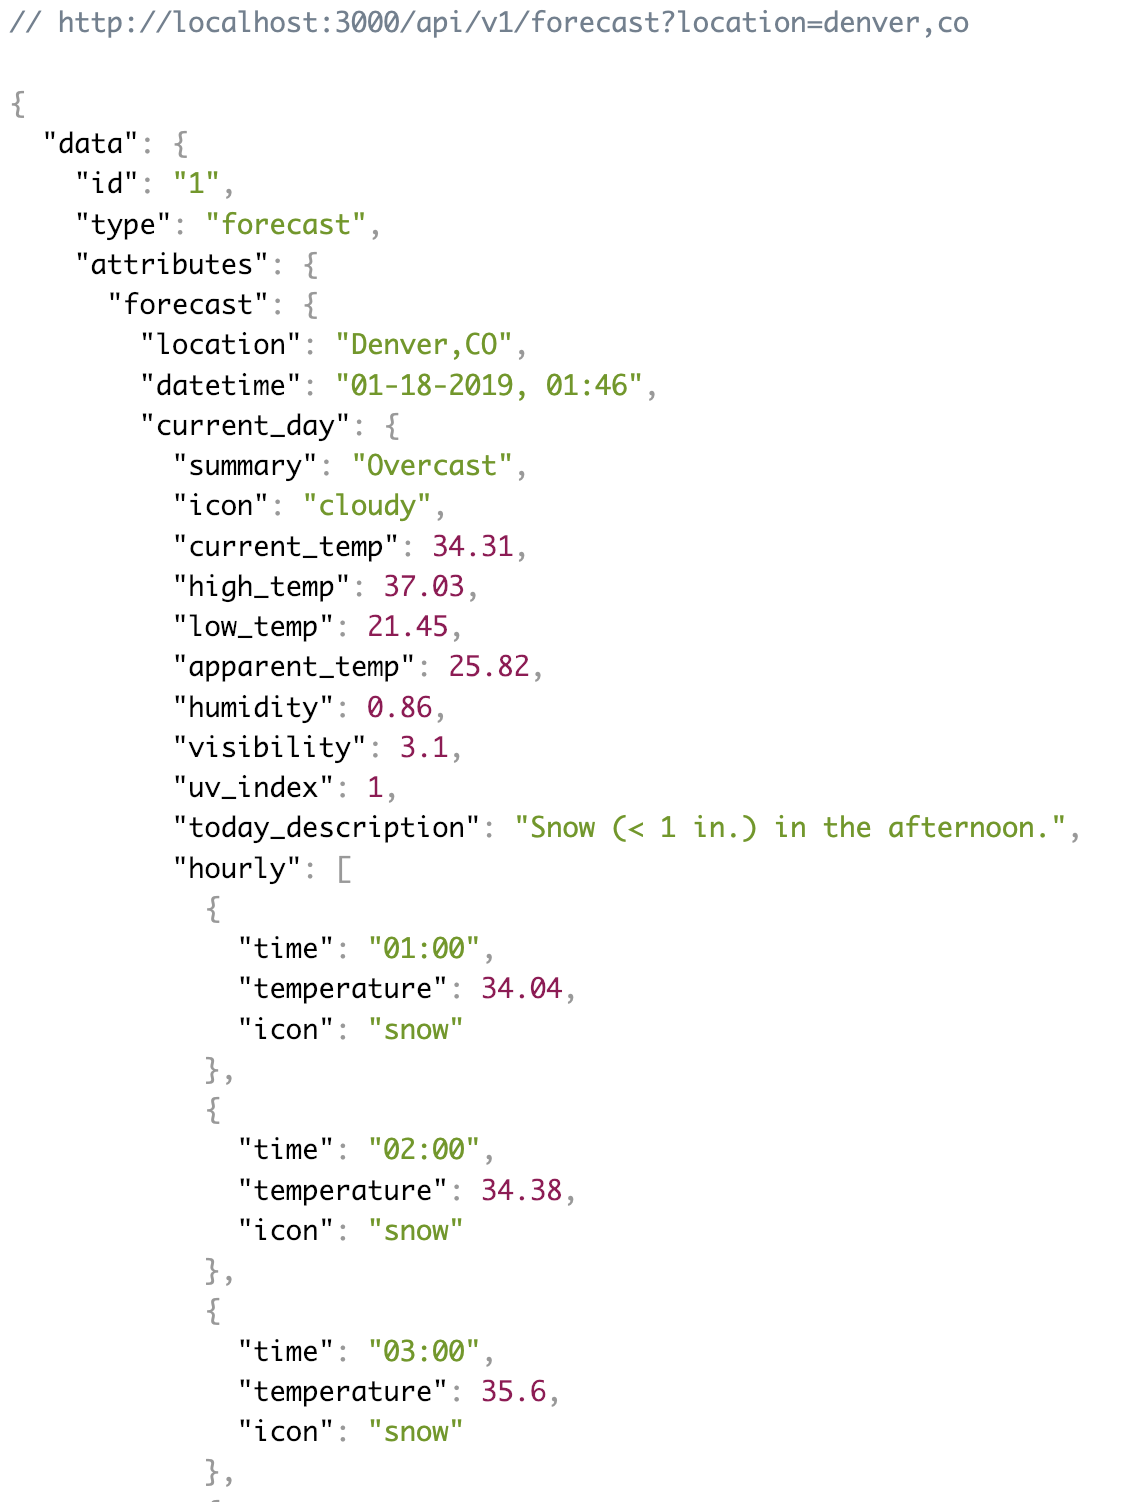 // http://localhost:3000/api/v1/forecast?location=denver,co
{
"data": {
"id": "1",
"type": "forecast",
"attributes": {
"forecast": {
"location": "Denver,CO",
"datetime": "01-18-2019, 01:46",
"current_day": {
"summary": "Overcast",
"icon": "cloudy",
"current_temp": 34.31,
"high_temp": 37.03,
"low_temp": 21.45,
"apparent_temp": 25.82,
"humidity": 0.86,
"visibility": 3.1,
"uv_index": 1,
"today_description": "Snow (< 1 in.) in the afternoon.",
"hourly": [
{
"time": "01:00",
"temperature": 34.04,
"icon": "snow"
},
{
"time": "02:00",
"temperature": 34.38,
"icon": "snow"
},
{
"time": "03:00",
"temperature": 35.6,
"icon": "snow"
},